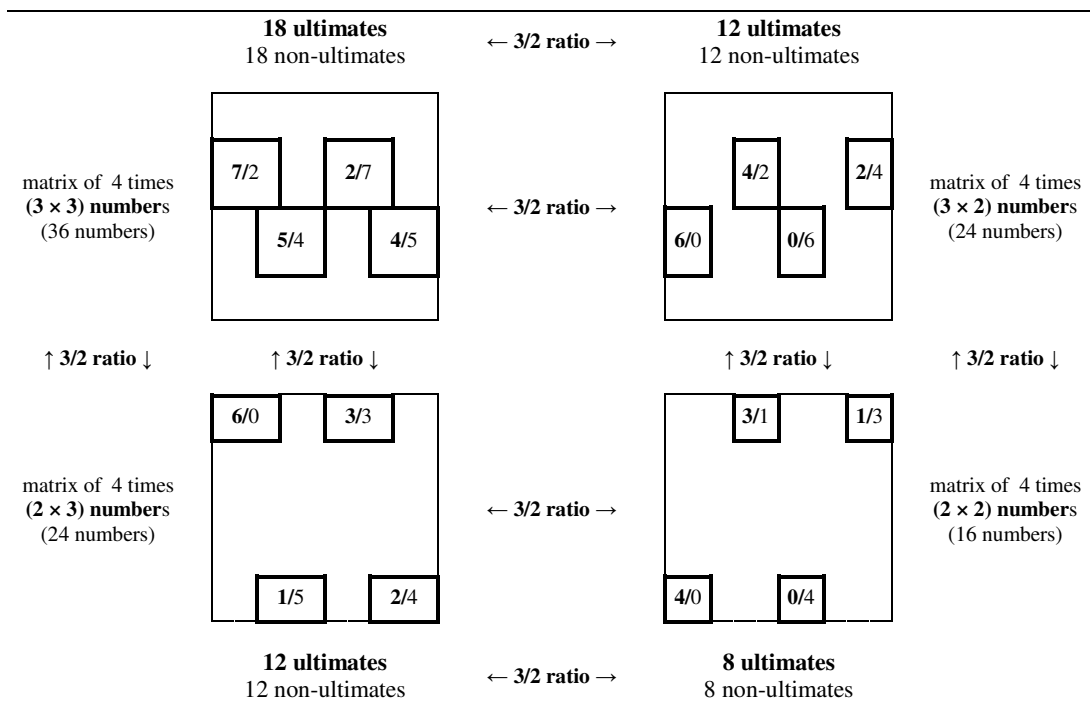 18 ultimates ← 3/2 ratio → 12 ultimates
18 non-ultimates 12 non-ultimates
7/2 2/7 4/2 2/4
matrix of 4 times matrix of 4 times
(3 × 3) numbers ← 3/2 ratio → (3 × 2) numbers
(36 numbers) (24 numbers)
5/4 4/5 6/0 0/6
↑ 3/2 ratio ↓ ↑ 3/2 ratio ↓ ↑ 3/2 ratio ↓ ↑ 3/2 ratio ↓
6/0 3/3 3/1 1/3
matrix of 4 times matrix of 4 times
(2 × 3) numbers ← 3/2 ratio → (2 × 2) numbers
(24 numbers) (16 numbers)
1/5 2/4 4/0 0/4
12 ultimates ← 3/2 ratio → 8 ultimates
12 non-ultimates 8 non-ultimates